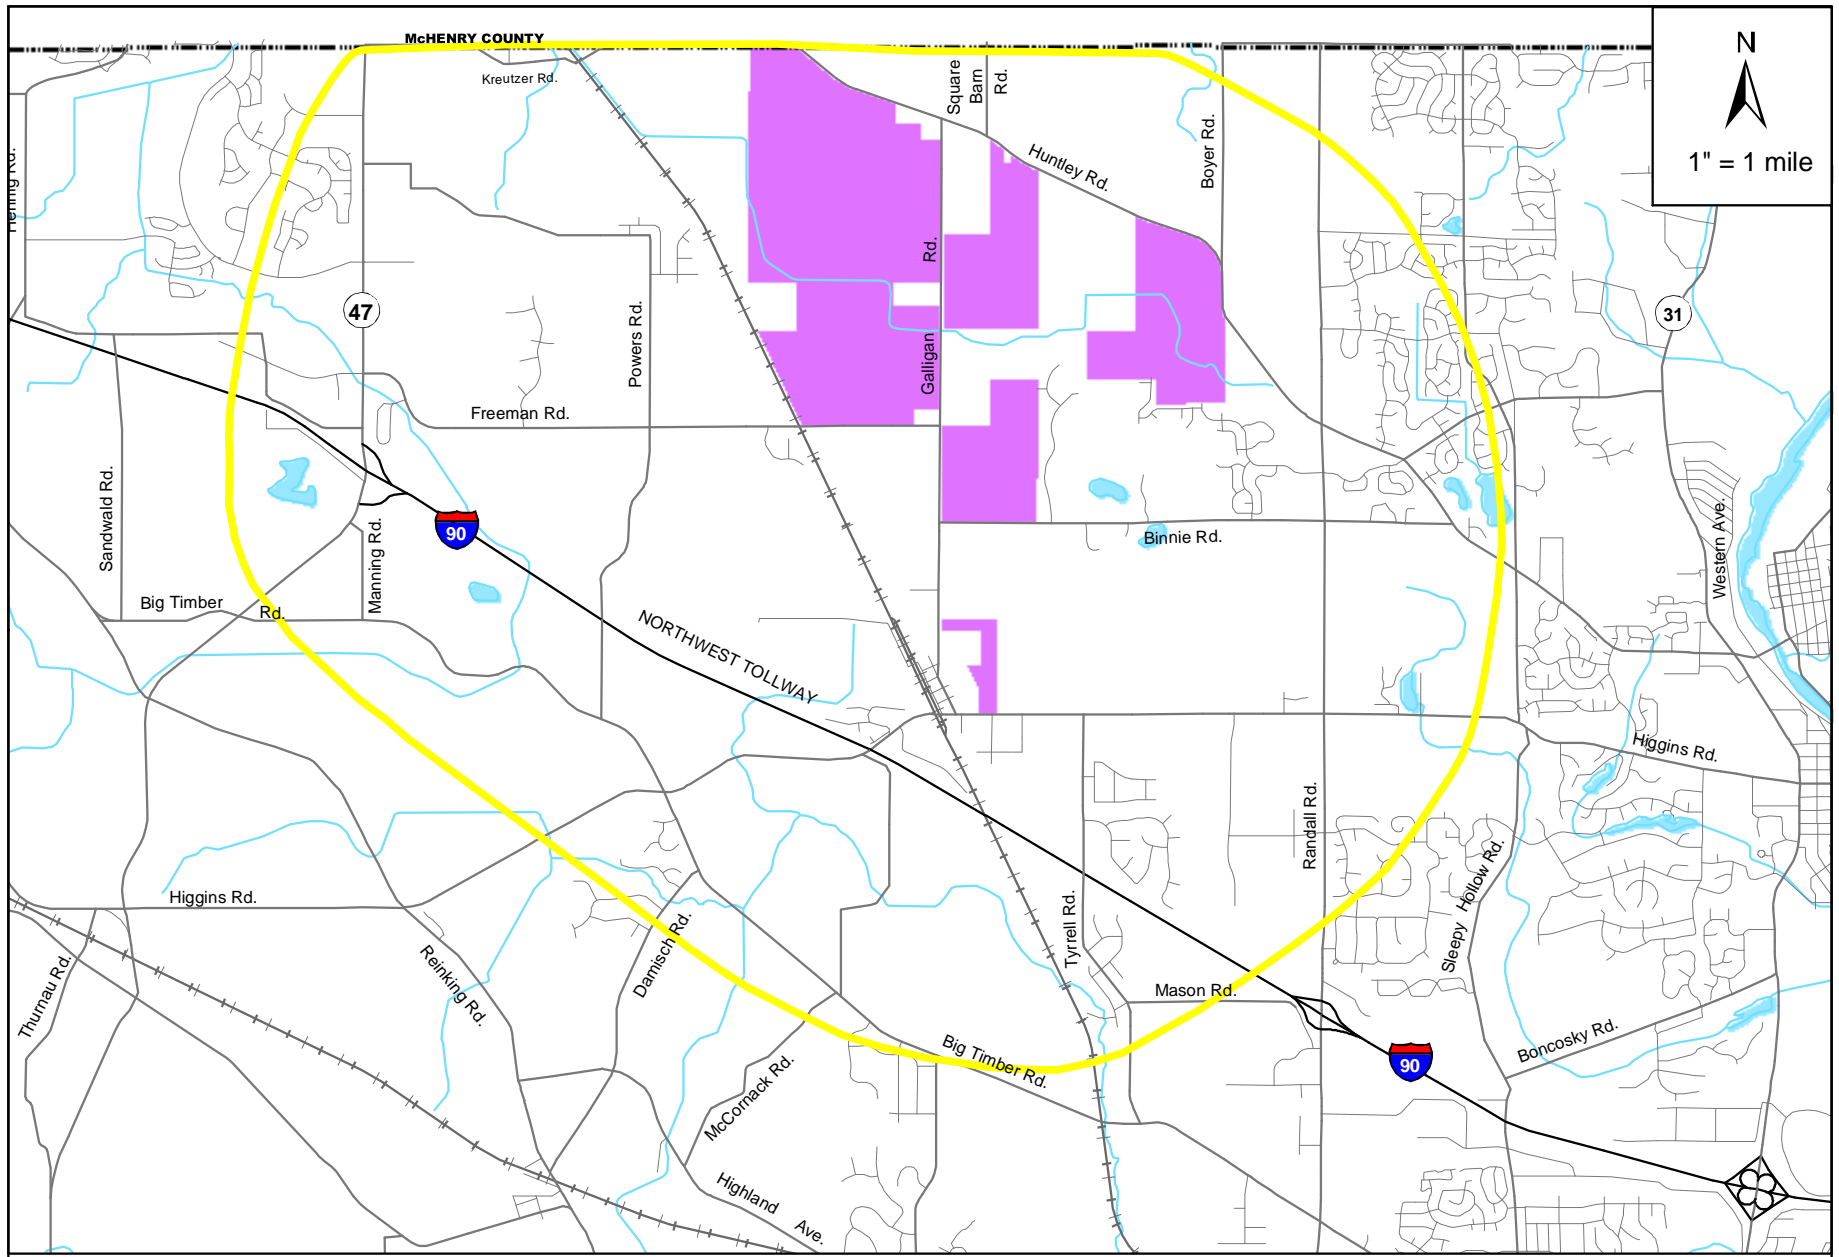 McHENRY COUNTY
N
1" = 1 mile
Kreutzer Rd.
Square
Barn
Rd.
Huntley Rd.
Boyer Rd.
Rd.
Galligan
47
31
Powers Rd.
Freeman Rd.
Sandwald Rd.
Manning Rd.
90
Binnie Rd.
Western Ave.
Big Timber
Rd.
NORTHWEST TOLLWAY
Higgins Rd.
Randall Rd.
Sleepy Hollow Rd.
Higgins Rd.
Tyrrell Rd.
Damisch Rd.
Reinking Rd.
Thurnau Rd.
Mason Rd.
Boncosky Rd.
Big Timber Rd.
90
McCornack Rd.
Highland
Ave.